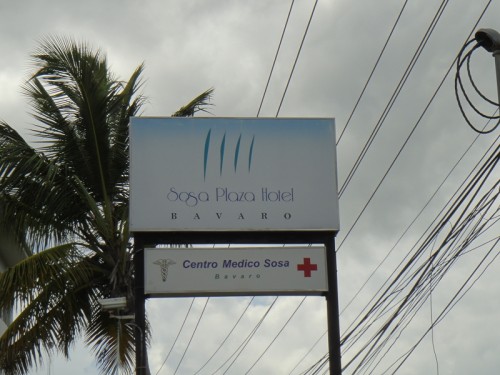 Sosa Plaza Hotel
BAVARO
Centro Medico Sosa
Bavaro